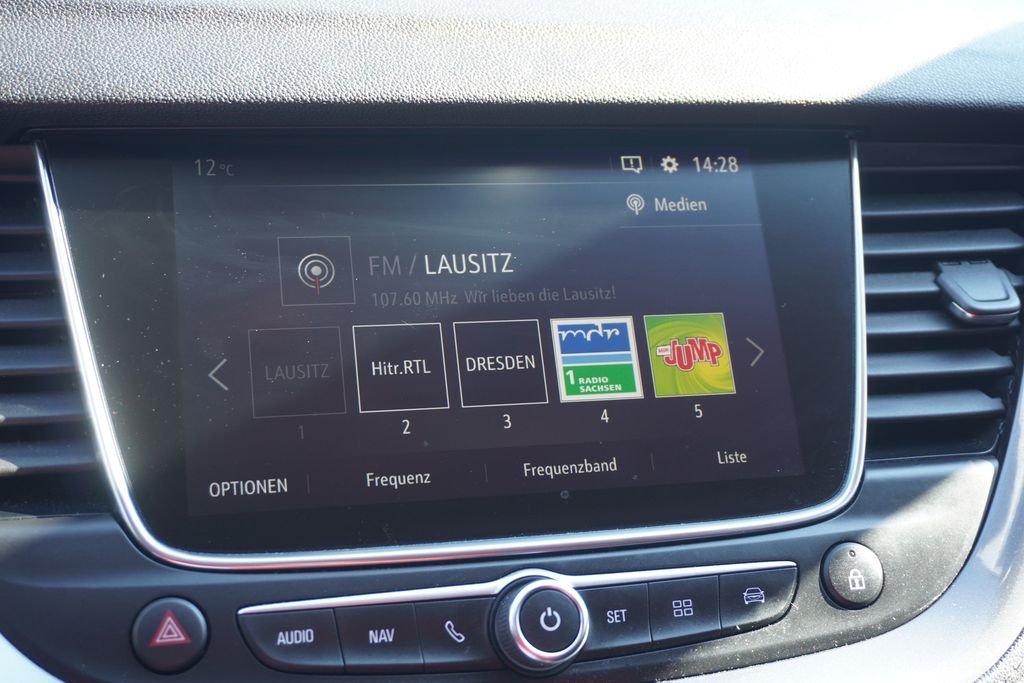 12°C
14:28
Medien
FM / LAUSITZ
107.60 MHz Wir lieben die Lausitz!
LAUSITZ
Hitr.RTL
DRESDEN
mdr
1 RADIO
SACHSEN
MDR
JUMP
1 2 3 4 5
OPTIONEN Frequenz Frequenzband Liste
AUDIO NAV SET